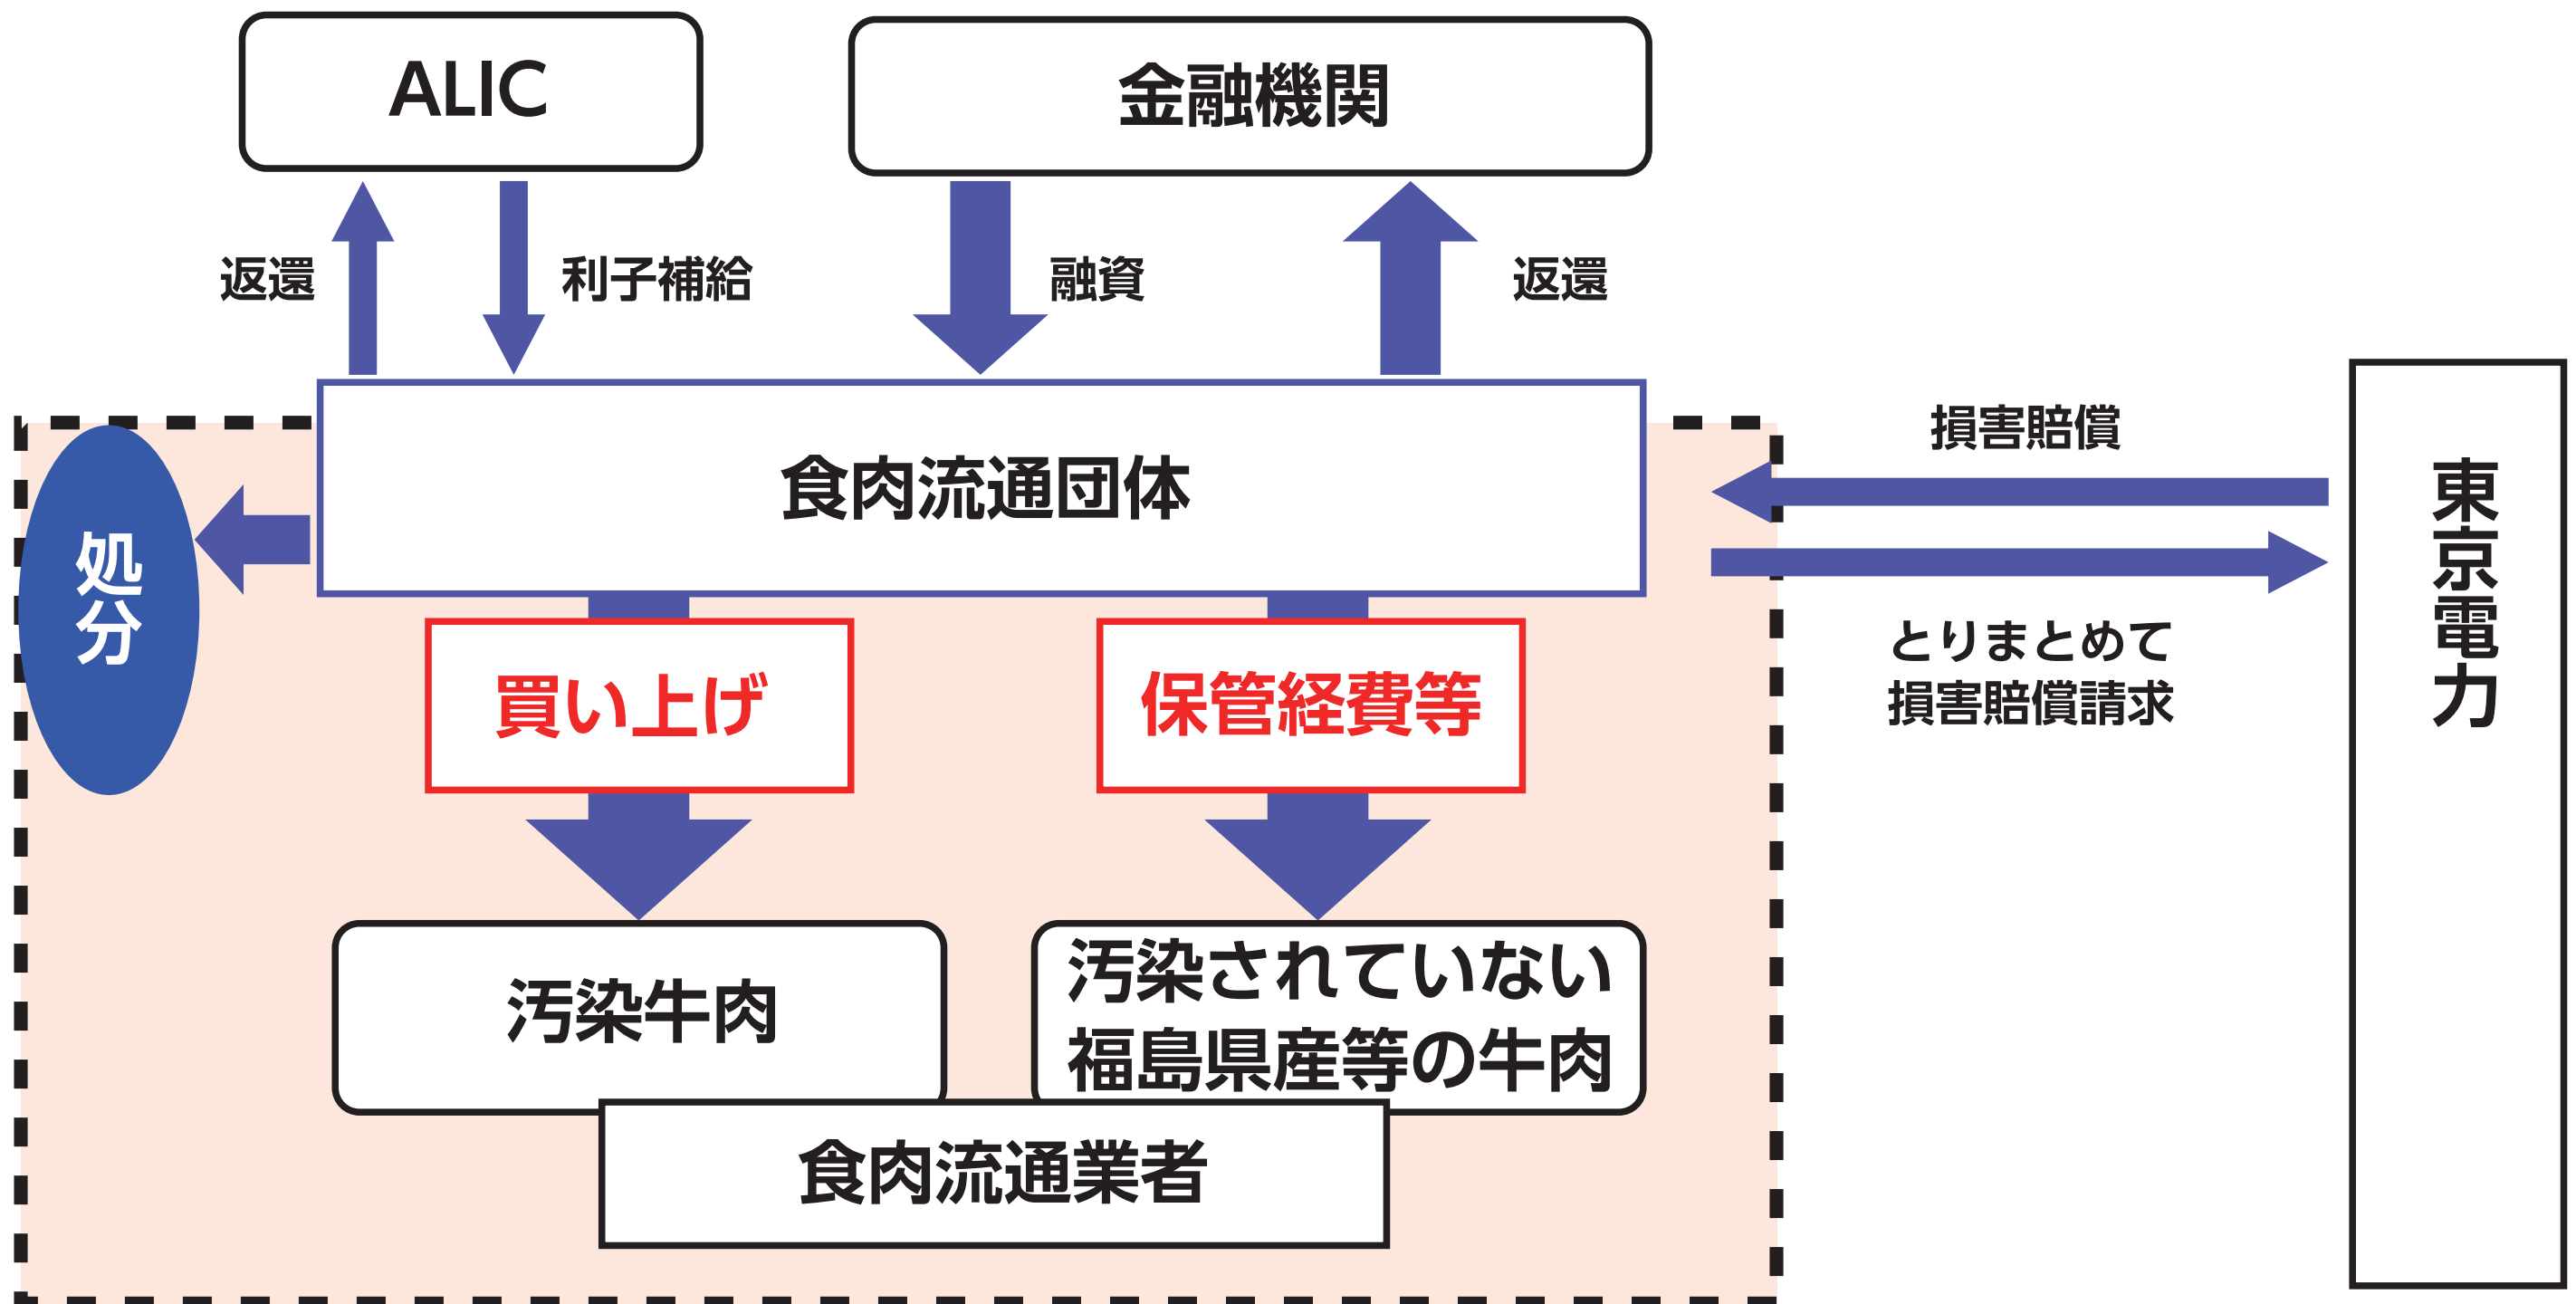 ALIC
金融機関
返還
利子補給
融資
返還
食肉流通団体
損害賠償
東京電力
処分
とりまとめて
損害賠償請求
買い上げ
保管経費等
汚染牛肉
汚染されていない
福島県産等の牛肉
食肉流通業者